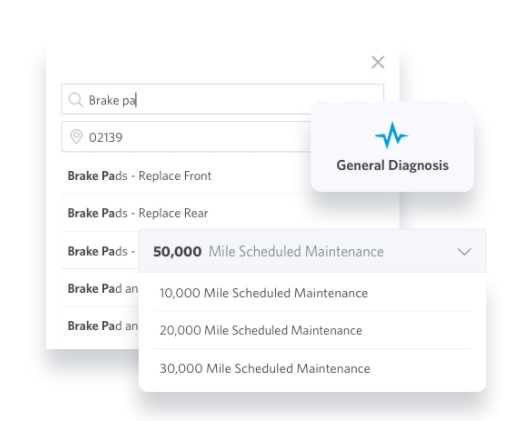 Brake pa
02139
General Diagnosis
Brake Pads - Replace Front
Brake Pads - Replace Rear
Brake Pads -
50,000 Mile Scheduled Maintenance
Brake Pad an
10,000 Mile Scheduled Maintenance
Brake Pad an
20,000 Mile Scheduled Maintenance
30,000 Mile Scheduled Maintenance